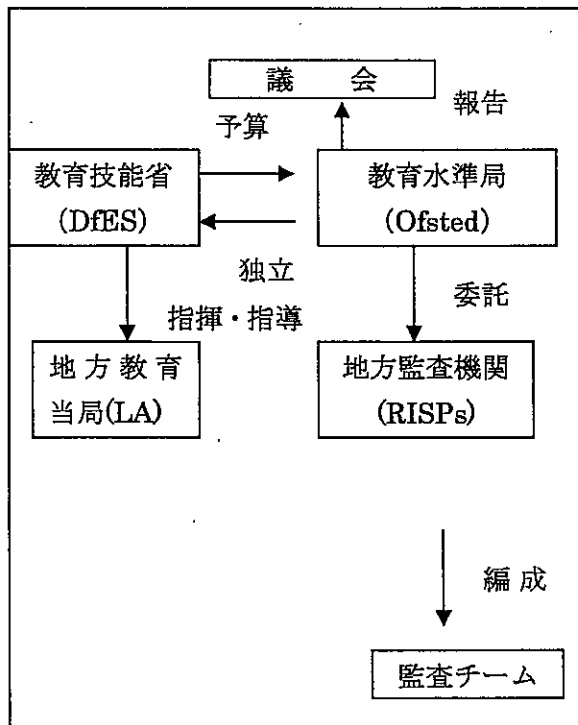 議　会
予算
報告
教育技能省
(DfES)
教育水準局
(Ofsted)
独立
委託
指揮・指導
地方教育
当局(LA)
地方監査機関
(RISPs)
編成
監査チーム